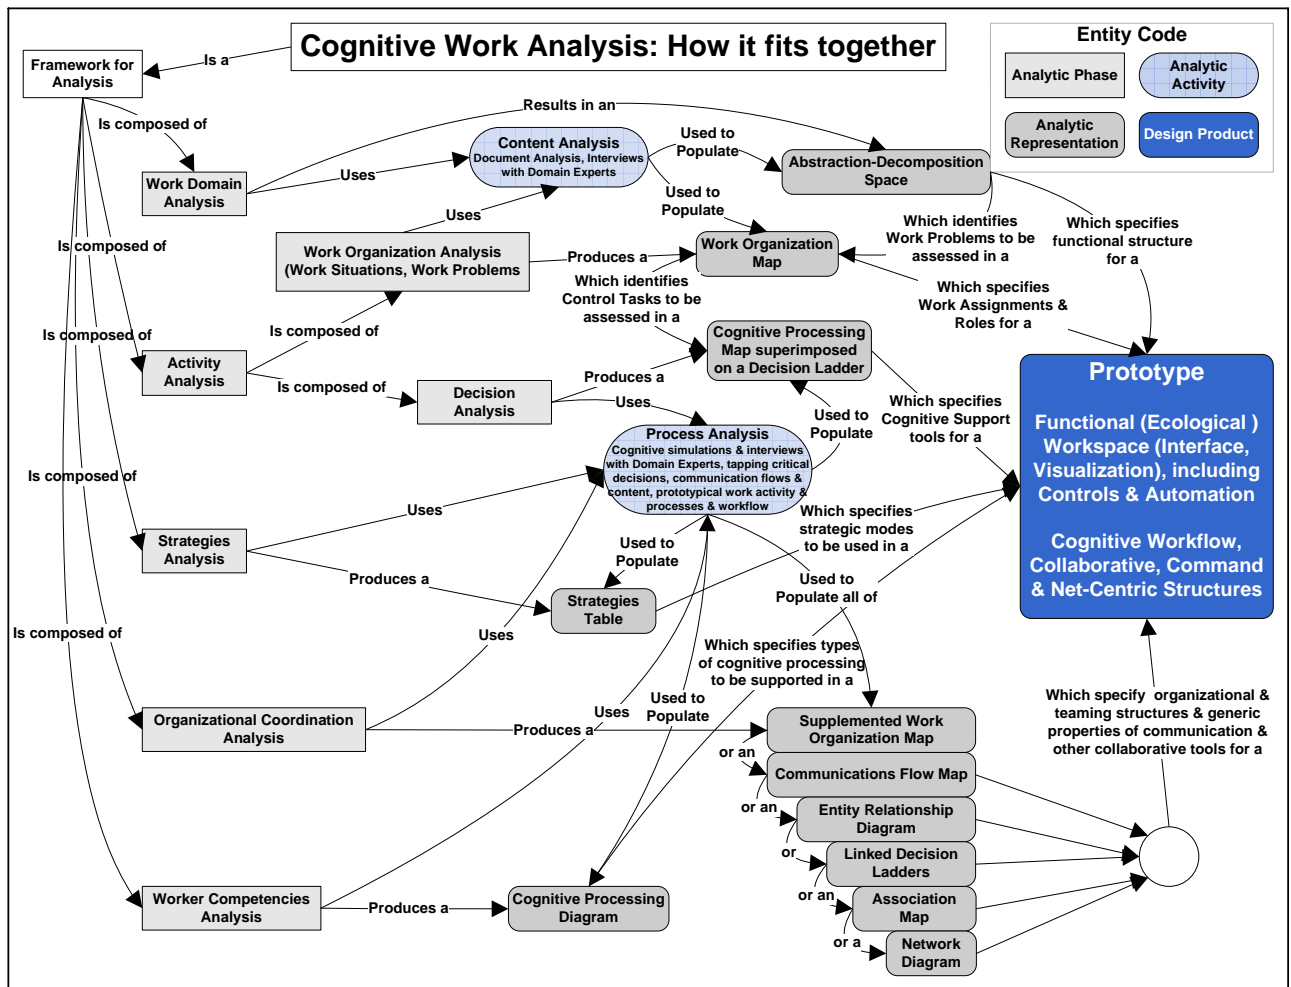 Cognitive Work Analysis: How it fits together
Entity Code
Analytic Phase
Analytic
Activity
Analytic
Representation
Design Product
Is a
Framework for
Analysis
Is composed of
Results in an
Content Analysis
Document Analysis, Interviews
with Domain Experts
Used to
Populate
Abstraction-Decomposition
Space
Work Domain
Analysis
Uses
Used to
Populate
Uses
Is composed of
Work Organization Analysis
(Work Situations, Work Problems
Produces a
Work Organization
Map
Which identifies
Work Problems to be
assessed in a
Which specifies
functional structure
for a
Which identifies
Control Tasks to be
assessed in a
Which specifies
Work Assignments &
Roles for a
Is composed of
Is composed of
Activity
Analysis
Is composed of
Decision
Analysis
Produces a
Cognitive Processing
Map superimposed
on a Decision Ladder
Uses
Used to
Populate
Which specifies
Cognitive Support
tools for a
Prototype
Functional (Ecological )
Workspace (Interface,
Visualization), including
Controls & Automation
Cognitive Workflow,
Collaborative, Command
& Net-Centric Structures
Process Analysis
Cognitive simulations & interviews
with Domain Experts, tapping critical
decisions, communication flows &
content, prototypical work activity &
processes & workflow
Is composed of
Uses
Which specifies
strategic modes
to be used in a
Strategies
Analysis
Used to
Populate
Produces a
Strategies
Table
Used to
Populate all of
Is composed of
Uses
Which specifies types
of cognitive processing
to be supported in a
Used to
Populate
Uses
Organizational Coordination
Analysis
Produces a
Supplemented Work
Organization Map
or an
Communications Flow Map
or an
Entity Relationship
Diagram
or
Linked Decision
Ladders
or an
Association
Map
or a
Network
Diagram
Which specify  organizational &
teaming structures & generic
properties of communication &
other collaborative tools for a
Worker Competencies
Analysis
Produces a
Cognitive Processing
Diagram